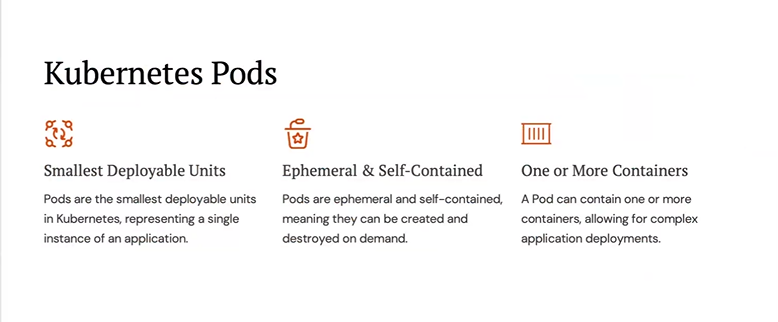 Kubernetes Pods
Smallest Deployable Units
Pods are the smallest deployable units
in Kubernetes, representing a single
instance of an application.
Ephemeral & Self-Contained
Pods are ephemeral and self-contained,
meaning they can be created and
destroyed on demand.
One or More Containers
A Pod can contain one or more
containers, allowing for complex
application deployments.